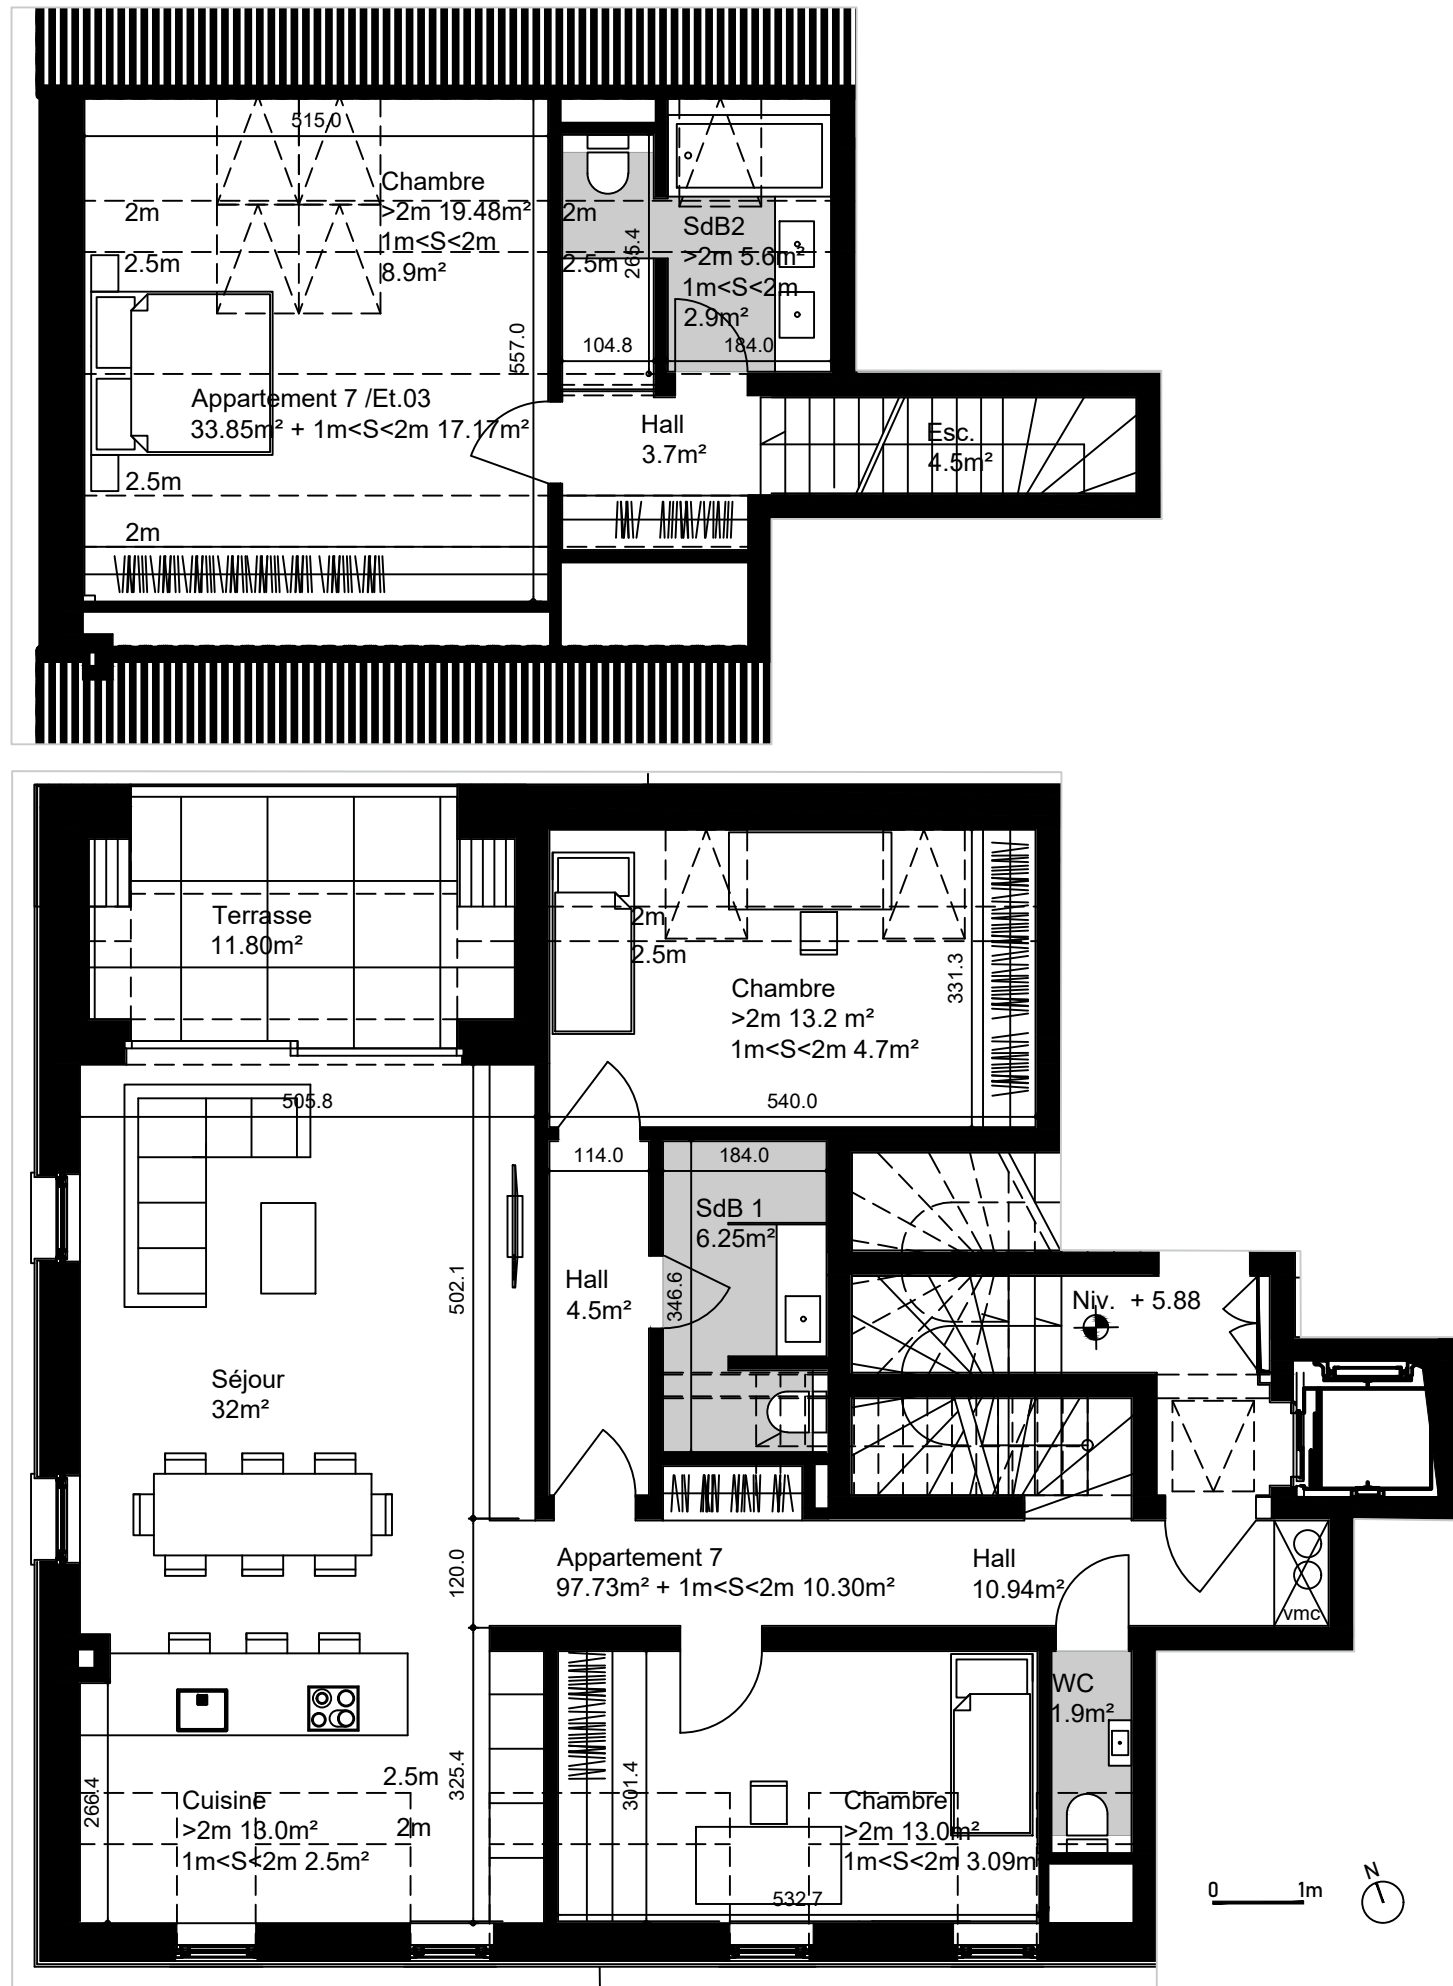 515.0
Chambre
>2m 19.48m²
1m<S<2m
8.9m²
2m
2.5m
2m
2.5m
265.4
SdB2
>2m 5.6m²
1m<S<2m
2.9m²
557.0
104.8
184.0
Appartement 7 /Et.03
33.85m² + 1m<S<2m 17.17m²
Hall
3.7m²
Esc.
4.5m²
2.5m
2m
Terrasse
11.80m²
2m
2.5m
Chambre
>2m 13.2 m²
1m<S<2m 4.7m²
331.3
505.8
540.0
114.0
184.0
SdB 1
6.25m²
502.1
Hall
4.5m²
346.6
Niv. + 5.88
Séjour
32m²
120.0
Appartement 7
97.73m² + 1m<S<2m 10.30m²
Hall
10.94m²
vmc
WC
1.9m²
266.4
Cuisine
>2m 13.0m²
1m<S<2m 2.5m²
2.5m
2m
325.4
301.4
Chambre
>2m 13.0m²
1m<S<2m 3.09m
532.7
0 1m
N